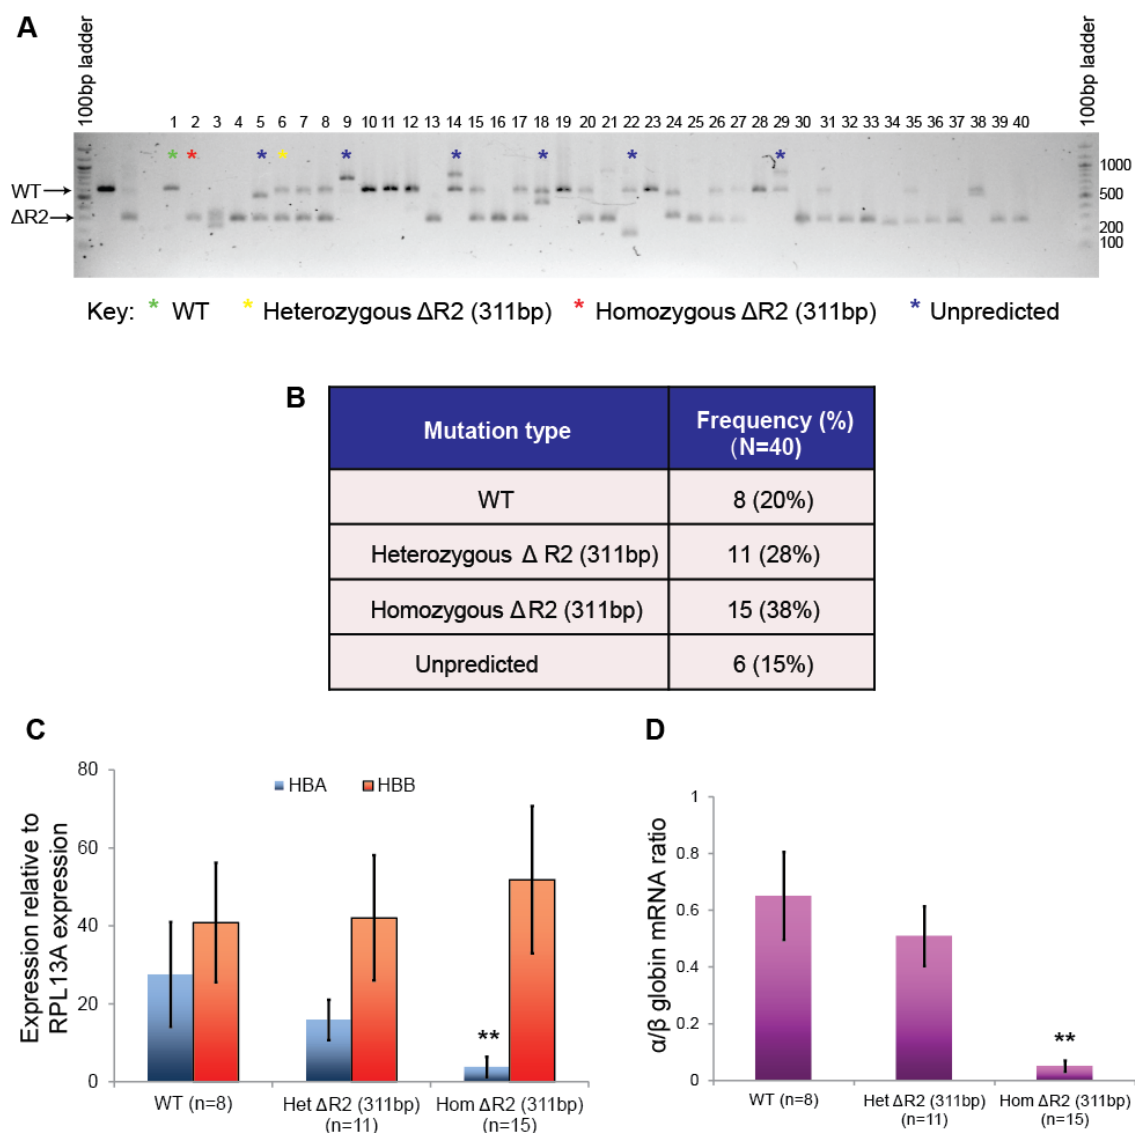 A
100bp ladder
100bp ladder
1 2 3 4 5 6 7 8 9 10 11 12 13 14 15 16 17 18 19 20 21 22 23 24 25 26 27 28 29 30 31 32 33 34 35 36 37 38 39 40
* * * * * * * * *
WT
ΔR2
1000
500
200
100
Key: * WT * Heterozygous ΔR2 (311bp) * Homozygous ΔR2 (311bp) * Unpredicted
B
Mutation type Frequency (%)
(N=40)
WT 8 (20%)
Heterozygous Δ R2 (311bp) 11 (28%)
Homozygous ΔR2 (311bp) 15 (38%)
Unpredicted 6 (15%)
C
Expression relative to
RPL13A expression
80
60
40
20
0
HBA HBB
**
WT (n=8) Het ΔR2 (311bp) Hom ΔR2 (311bp)
(n=11) (n=15)
D
α/β globin mRNA ratio
1
0.8
0.6
0.4
0.2
0
**
WT (n=8) Het ΔR2 (311bp) Hom ΔR2 (311bp)
(n=11) (n=15)